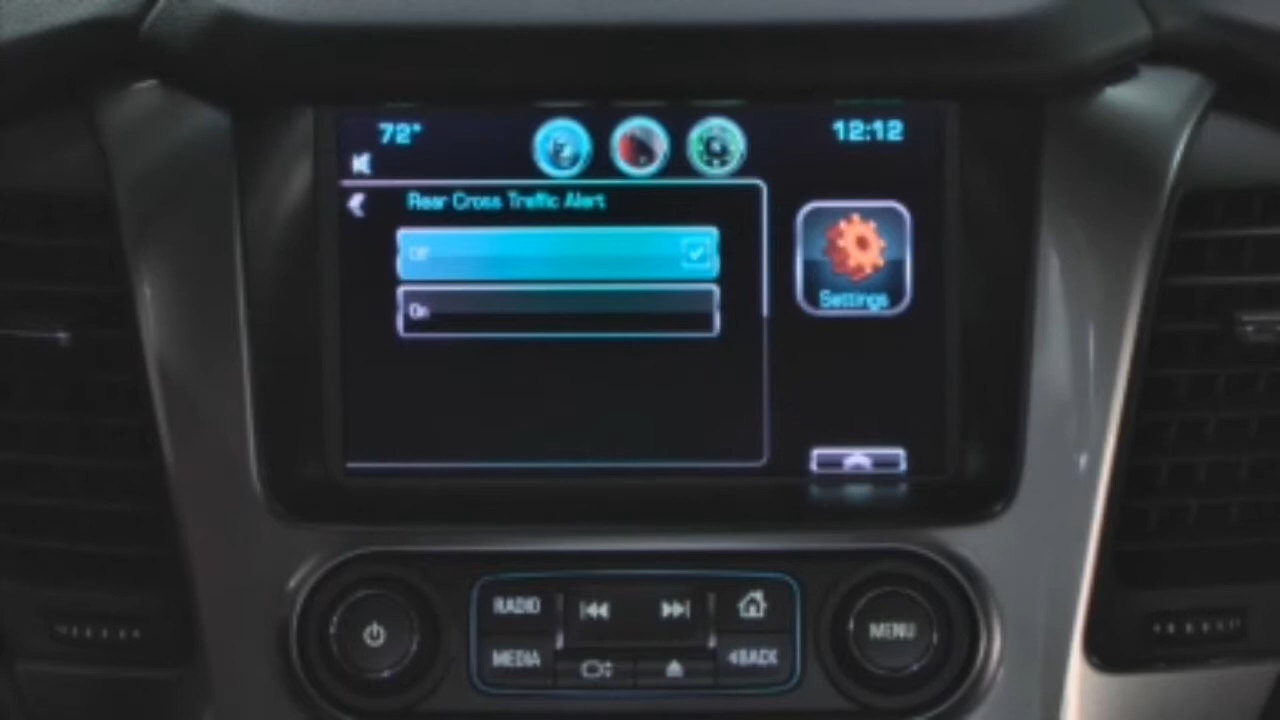 72°
12:12
Rear Cross Traffic Alert
Off
On
Settings
RADIO
MEDIA
◄BACK
MENU